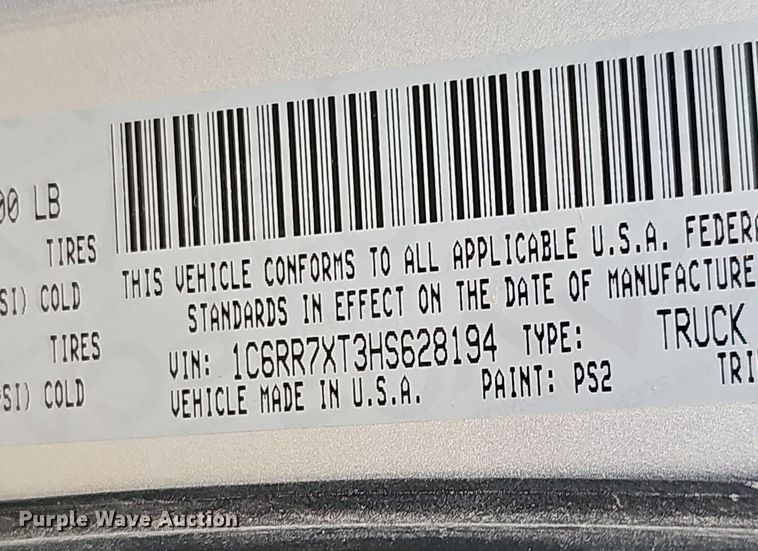 00 LB
TIRES
SI) COLD
TIRES
SI) COLD
THIS VEHICLE CONFORMS TO ALL APPLICABLE U.S.A. FEDERA
STANDARDS IN EFFECT ON THE DATE OF MANUFACTURE
VIN: 1C6RR7XT3HS628194 TYPE: TRUCK
VEHICLE MADE IN U.S.A. PAINT: PS2 TRI
Purple Wave Auction